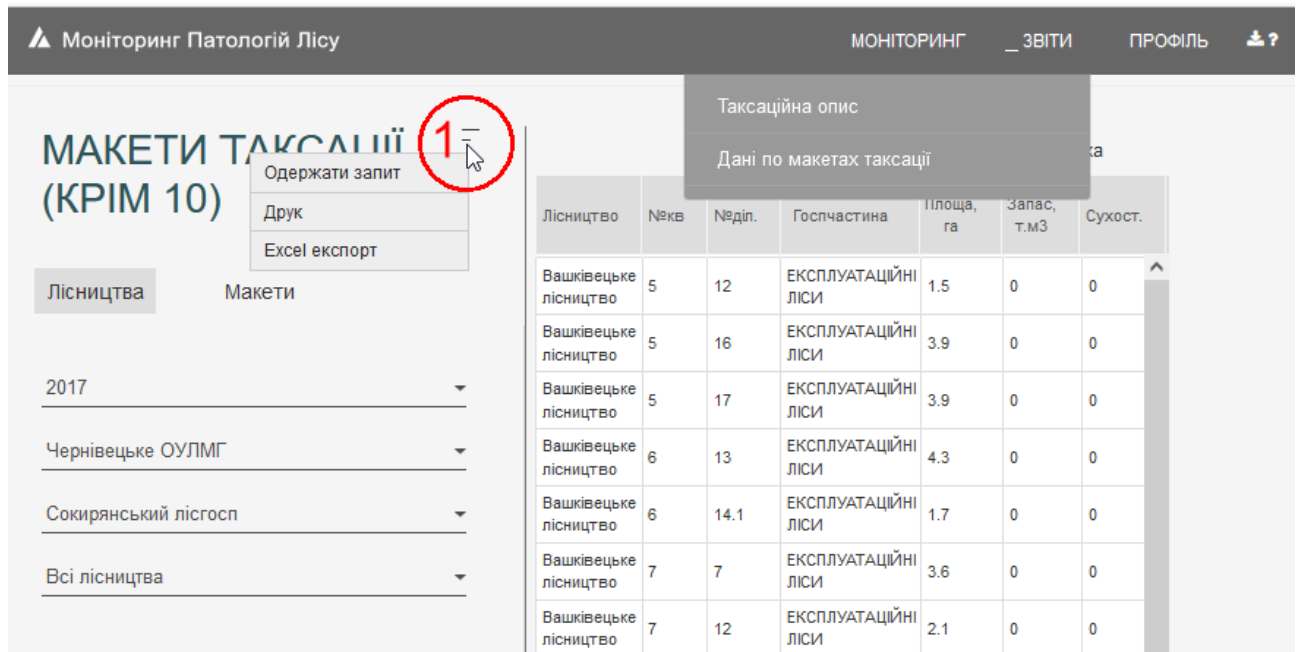 Моніторинг Патологій Лісу
МОНІТОРИНГ
_ ЗВІТИ
ПРОФІЛЬ
?
Таксаційна опис
Дані по макетах таксації
МАКЕТИ ТАКСАЦІЇ
(КРІМ 10)
1
Одержати запит
Друк
Excel експорт
Лісництва
Макети
2017
Чернівецьке ОУЛМГ
Сокирянський лісгосп
Всі лісництва
ка
Лісництво №кв №діл. Госпчастина Площа, га Запас, т.м3 Сухост.
Вашківецьке лісництво 5 12 ЕКСПЛУАТАЦІЙНІ ЛІСИ 1.5 0 0
Вашківецьке лісництво 5 16 ЕКСПЛУАТАЦІЙНІ ЛІСИ 3.9 0 0
Вашківецьке лісництво 5 17 ЕКСПЛУАТАЦІЙНІ ЛІСИ 3.9 0 0
Вашківецьке лісництво 6 13 ЕКСПЛУАТАЦІЙНІ ЛІСИ 4.3 0 0
Вашківецьке лісництво 6 14.1 ЕКСПЛУАТАЦІЙНІ ЛІСИ 1.7 0 0
Вашківецьке лісництво 7 7 ЕКСПЛУАТАЦІЙНІ ЛІСИ 3.6 0 0
Вашківецьке лісництво 7 12 ЕКСПЛУАТАЦІЙНІ ЛІСИ 2.1 0 0